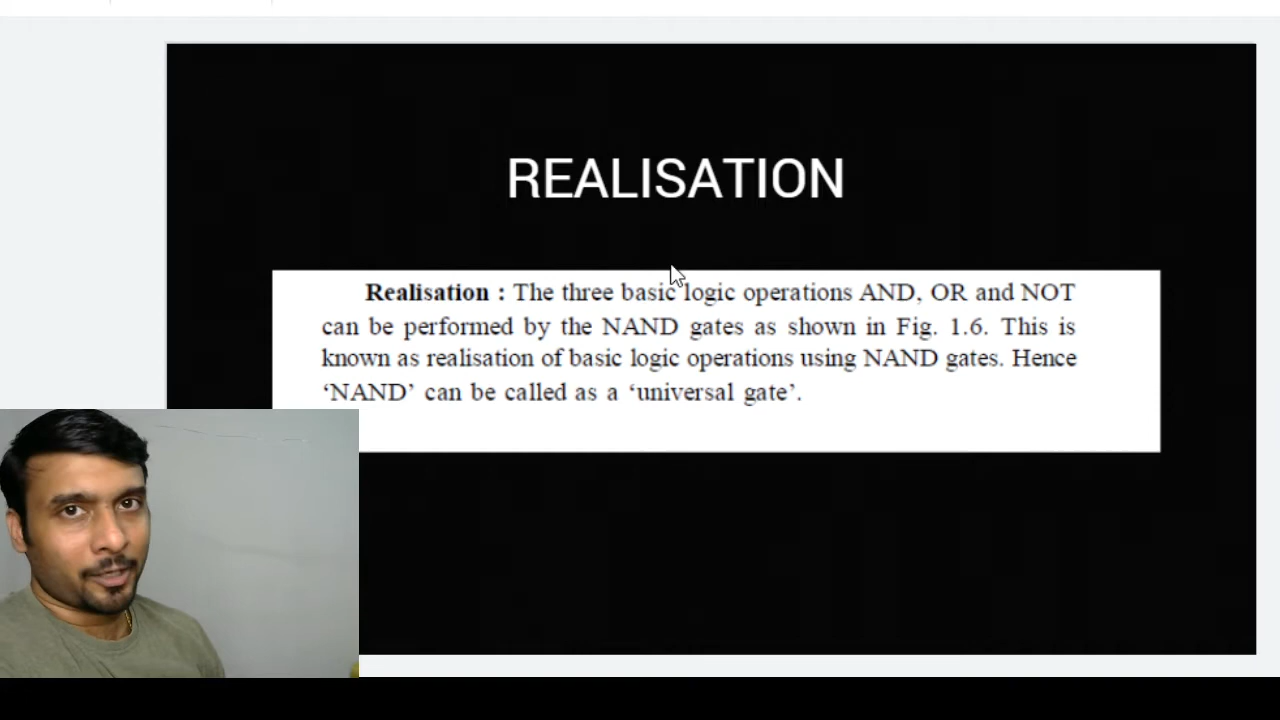 REALISATION
Realisation : The three basic logic operations AND, OR and NOT
can be performed by the NAND gates as shown in Fig. 1.6. This is
known as realisation of basic logic operations using NAND gates. Hence
‘NAND’ can be called as a ‘universal gate’.